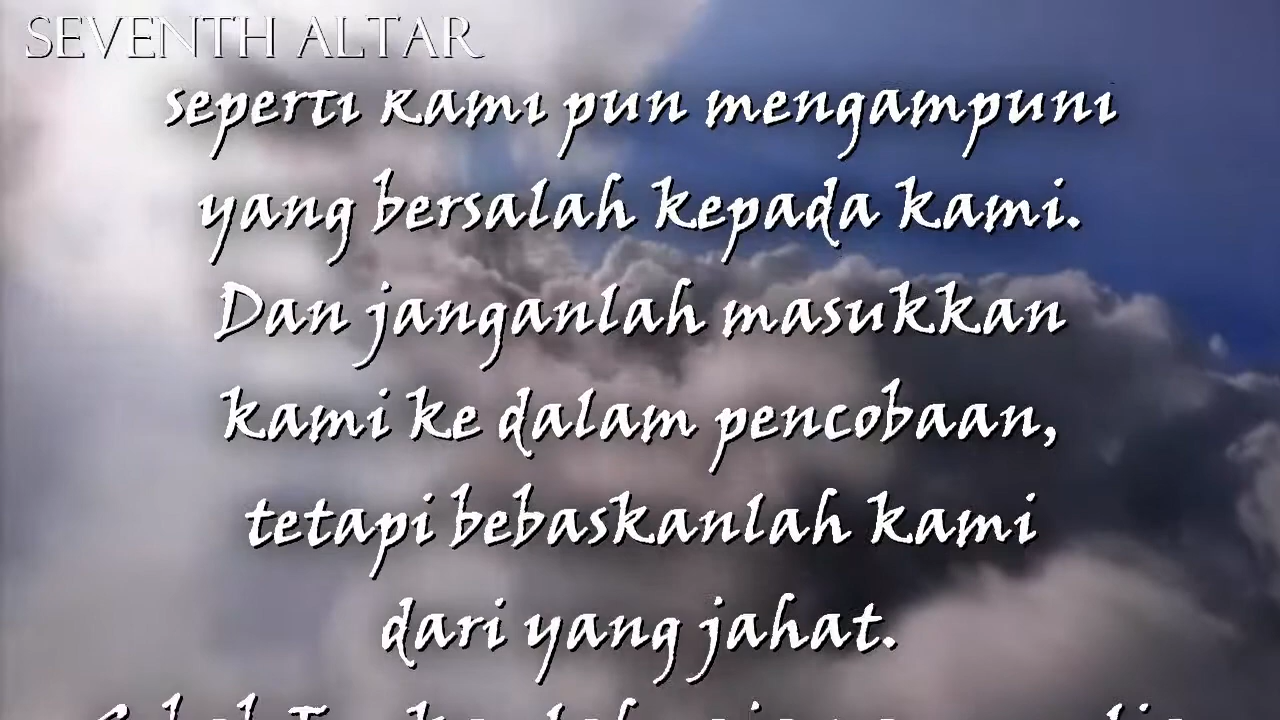 SEVENTH ALTAR
seperti kami pun mengampuni
yang bersalah kepada kami.
Dan janganlah masukkan
kami ke dalam pencobaan,
tetapi bebaskanlah kami
dari yang jahat.